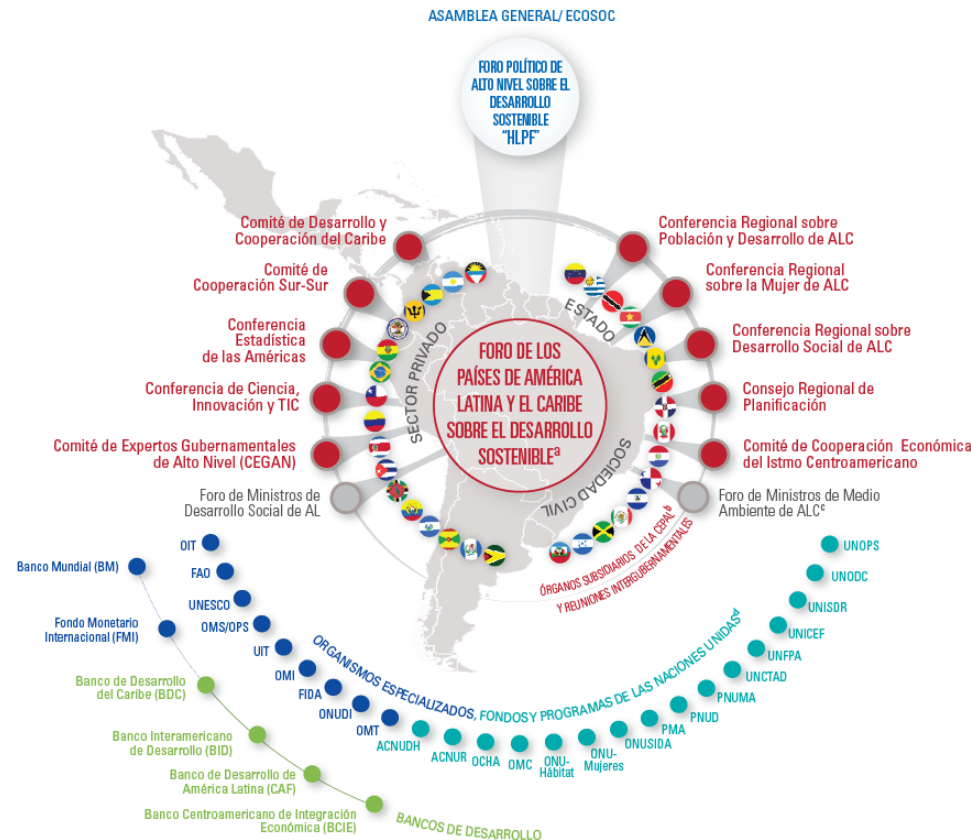 ASAMBLEA GENERAL/ ECOSOC
FORO POLÍTICO DE
ALTO NIVEL SOBRE EL
DESARROLLO
SOSTENIBLE
“HLPF”
Comité de Desarrollo y
Cooperación del Caribe
Comité de
Cooperación Sur-Sur
Conferencia
Estadística
de las Américas
Conferencia de Ciencia,
Innovación y TIC
Comité de Expertos Gubernamentales
de Alto Nivel (CEGAN)
Foro de Ministros de
Desarrollo Social de AL
Conferencia Regional sobre
Población y Desarrollo de ALC
Conferencia Regional
sobre la Mujer de ALC
Conferencia Regional sobre
Desarrollo Social de ALC
Consejo Regional de
Planificación
Comité de Cooperación Económica
del Istmo Centroamericano
Foro de Ministros de Medio
Ambiente de ALCᶜ
SECTOR PRIVADO
ESTADO
SOCIEDAD CIVIL
FORO DE LOS
PAÍSES DE AMÉRICA
LATINA Y EL CARIBE
SOBRE EL DESARROLLO
SOSTENIBLEᵃ
ÓRGANOS SUBSIDIARIOS DE LA CEPALᵇ
Y REUNIONES INTERGUBERNAMENTALES
OIT
FAO
UNESCO
OMS/OPS
UIT
OMI
FIDA
ONUDI
OMT
ACNUDH
ACNUR
OCHA
OMC
ONU-
Hábitat
ONU-
Mujeres
ONUSIDA
PMA
PNUD
PNUMA
UNCTAD
UNFPA
UNICEF
UNISDR
UNODC
UNOPS
ORGANISMOS ESPECIALIZADOS, FONDOS Y PROGRAMAS DE LAS NACIONES UNIDASᵈ
Banco Mundial (BM)
Fondo Monetario
Internacional (FMI)
Banco de Desarrollo
del Caribe (BDC)
Banco Interamericano
de Desarrollo (BID)
Banco de Desarrollo de
América Latina (CAF)
Banco Centroamericano de Integración
Económica (BCIE)
BANCOS DE DESARROLLO